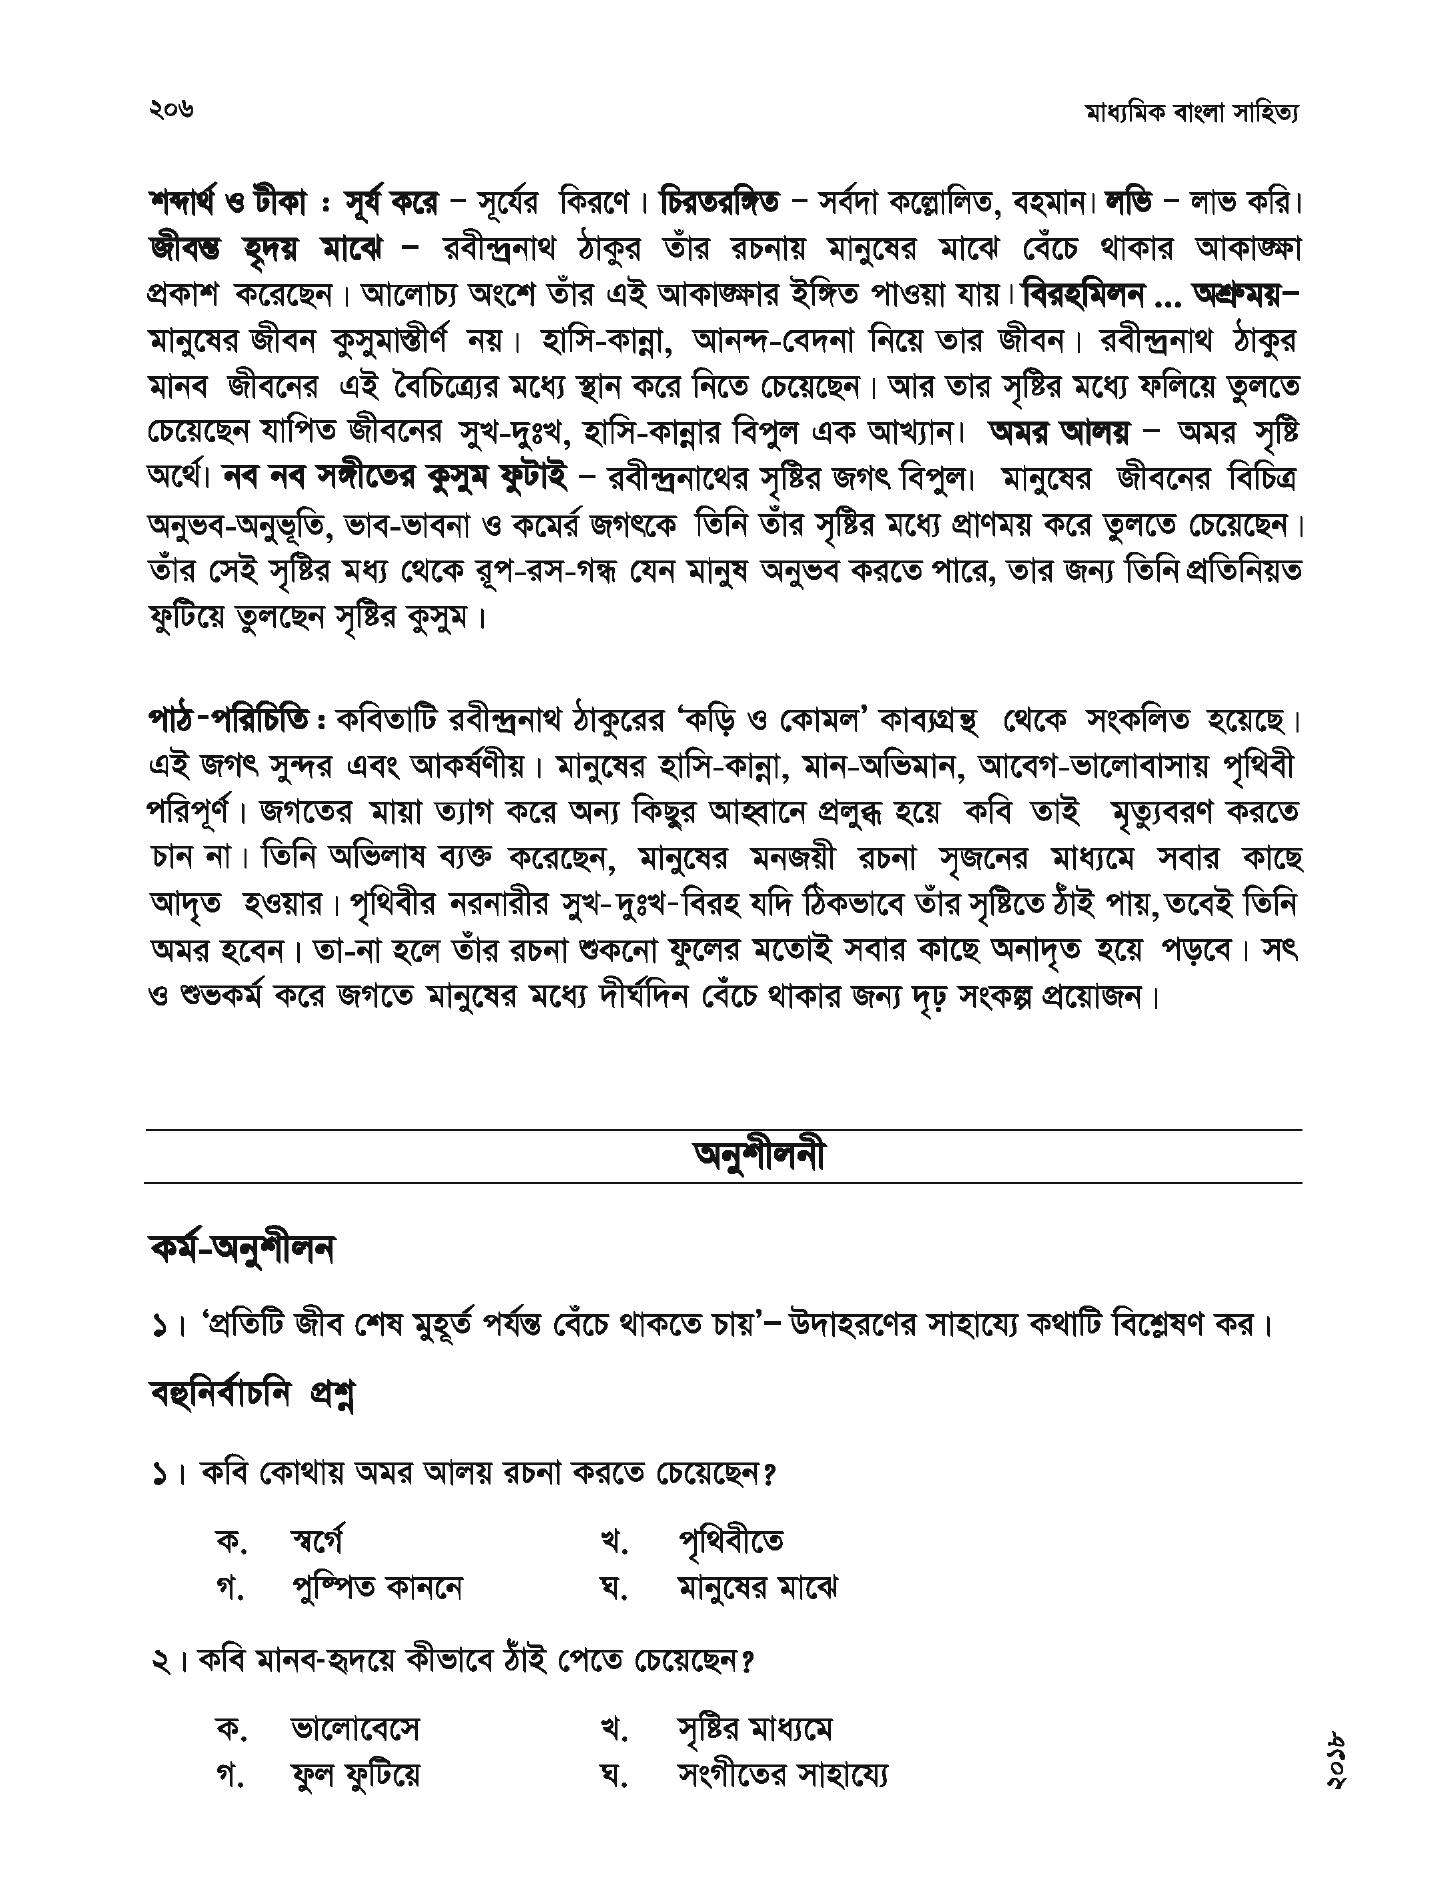 ২০৬
মাধ্যমিক বাংলা সাহিত্য
শব্দার্থ ও টীকা : সূর্য করে – সূর্যের কিরণে। চিরতরঙ্গিত – সর্বদা কল্লোলিত, বহমান। লভি – লাভ করি।
জীবন্ত হৃদয় মাঝে – রবীন্দ্রনাথ ঠাকুর তাঁর রচনায় মানুষের মাঝে বেঁচে থাকার আকাঙ্ক্ষা
প্রকাশ করেছেন। আলোচ্য অংশে তাঁর এই আকাঙ্ক্ষার ইঙ্গিত পাওয়া যায়। বিরহমিলন ... অশ্রুময়–
মানুষের জীবন কুসুমাস্তীর্ণ নয়। হাসি-কান্না, আনন্দ-বেদনা নিয়ে তার জীবন। রবীন্দ্রনাথ ঠাকুর
মানব জীবনের এই বৈচিত্র্যের মধ্যে স্থান করে নিতে চেয়েছেন। আর তার সৃষ্টির মধ্যে ফলিয়ে তুলতে
চেয়েছেন যাপিত জীবনের সুখ-দুঃখ, হাসি-কান্নার বিপুল এক আখ্যান। অমর আলয় – অমর সৃষ্টি
অর্থে। নব নব সঙ্গীতের কুসুম ফুটাই – রবীন্দ্রনাথের সৃষ্টির জগৎ বিপুল। মানুষের জীবনের বিচিত্র
অনুভব-অনুভূতি, ভাব-ভাবনা ও কমের্র জগৎকে তিনি তাঁর সৃষ্টির মধ্যে প্রাণময় করে তুলতে চেয়েছেন।
তাঁর সেই সৃষ্টির মধ্য থেকে রূপ-রস-গন্ধ যেন মানুষ অনুভব করতে পারে, তার জন্য তিনি প্রতিনিয়ত
ফুটিয়ে তুলছেন সৃষ্টির কুসুম।
পাঠ-পরিচিতি : কবিতাটি রবীন্দ্রনাথ ঠাকুরের ‘কড়ি ও কোমল’ কাব্যগ্রন্থ থেকে সংকলিত হয়েছে।
এই জগৎ সুন্দর এবং আকর্ষণীয়। মানুষের হাসি-কান্না, মান-অভিমান, আবেগ-ভালোবাসায় পৃথিবী
পরিপূর্ণ। জগতের মায়া ত্যাগ করে অন্য কিছুর আহ্বানে প্রলুব্ধ হয়ে কবি তাই মৃত্যুবরণ করতে
চান না। তিনি অভিলাষ ব্যক্ত করেছেন, মানুষের মনজয়ী রচনা সৃজনের মাধ্যমে সবার কাছে
আদৃত হওয়ার। পৃথিবীর নরনারীর সুখ-দুঃখ-বিরহ যদি ঠিকভাবে তাঁর সৃষ্টিতে ঠাঁই পায়, তবেই তিনি
অমর হবেন। তা-না হলে তাঁর রচনা শুকনো ফুলের মতোই সবার কাছে অনাদৃত হয়ে পড়বে। সৎ
ও শুভকর্ম করে জগতে মানুষের মধ্যে দীর্ঘদিন বেঁচে থাকার জন্য দৃঢ় সংকল্প প্রয়োজন।
অনুশীলনী
কর্ম-অনুশীলন
১। ‘প্রতিটি জীব শেষ মুহূর্ত পর্যন্ত বেঁচে থাকতে চায়’– উদাহরণের সাহায্যে কথাটি বিশ্লেষণ কর।
বহুনির্বাচনি প্রশ্ন
১। কবি কোথায় অমর আলয় রচনা করতে চেয়েছেন?
ক. স্বর্গে খ. পৃথিবীতে
গ. পুষ্পিত কাননে ঘ. মানুষের মাঝে
২। কবি মানব-হৃদয়ে কীভাবে ঠাঁই পেতে চেয়েছেন?
ক. ভালোবেসে খ. সৃষ্টির মাধ্যমে
গ. ফুল ফুটিয়ে ঘ. সংগীতের সাহায্যে
২০১৮